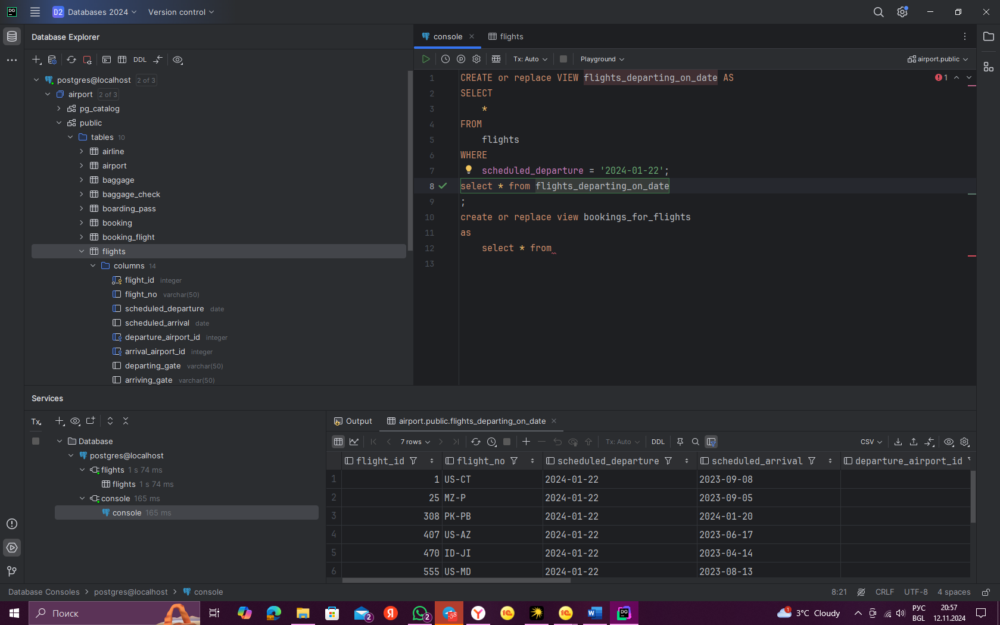 DG
D2 Databases 2024
Version control
Database Explorer
DDL
postgres@localhost 2 of 3
airport 2 of 3
pg_catalog
public
tables 10
airline
airport
baggage
baggage_check
boarding_pass
booking
booking_flight
flights
columns 14
flight_id integer
flight_no varchar(50)
scheduled_departure date
scheduled_arrival date
departure_airport_id integer
arrival_airport_id integer
departing_gate varchar(50)
arriving_gate varchar(50)
console
flights
Tx: Auto
Playground
airport.public
1 CREATE or replace VIEW flights_departing_on_date AS
1
2 SELECT
3 *
4 FROM
5 flights
6 WHERE
7 scheduled_departure = '2024-01-22';
8 select * from flights_departing_on_date
9 ;
10 create or replace view bookings_for_flights
11 as
12 select * from
13
Services
Tx
Database
postgres@localhost
flights 1 s 74 ms
flights 1 s 74 ms
console 165 ms
console 165 ms
Output
airport.public.flights_departing_on_date
7 rows
Tx: Auto
DDL
CSV
flight_id flight_no scheduled_departure scheduled_arrival departure_airport_id
1 1 US-CT 2024-01-22 2023-09-08
2 25 MZ-P 2024-01-22 2023-09-05
3 308 PK-PB 2024-01-22 2024-01-20
4 407 US-AZ 2024-01-22 2023-06-17
5 470 ID-JI 2024-01-22 2023-04-14
6 555 US-MD 2024-01-22 2023-08-13
Database Consoles > postgres@localhost > console
8:21 CRLF UTF-8 4 spaces
Поиск
2
Я
2
58
Y
DG
1
3°C Cloudy
РУС
BGL
20:57
12.11.2024